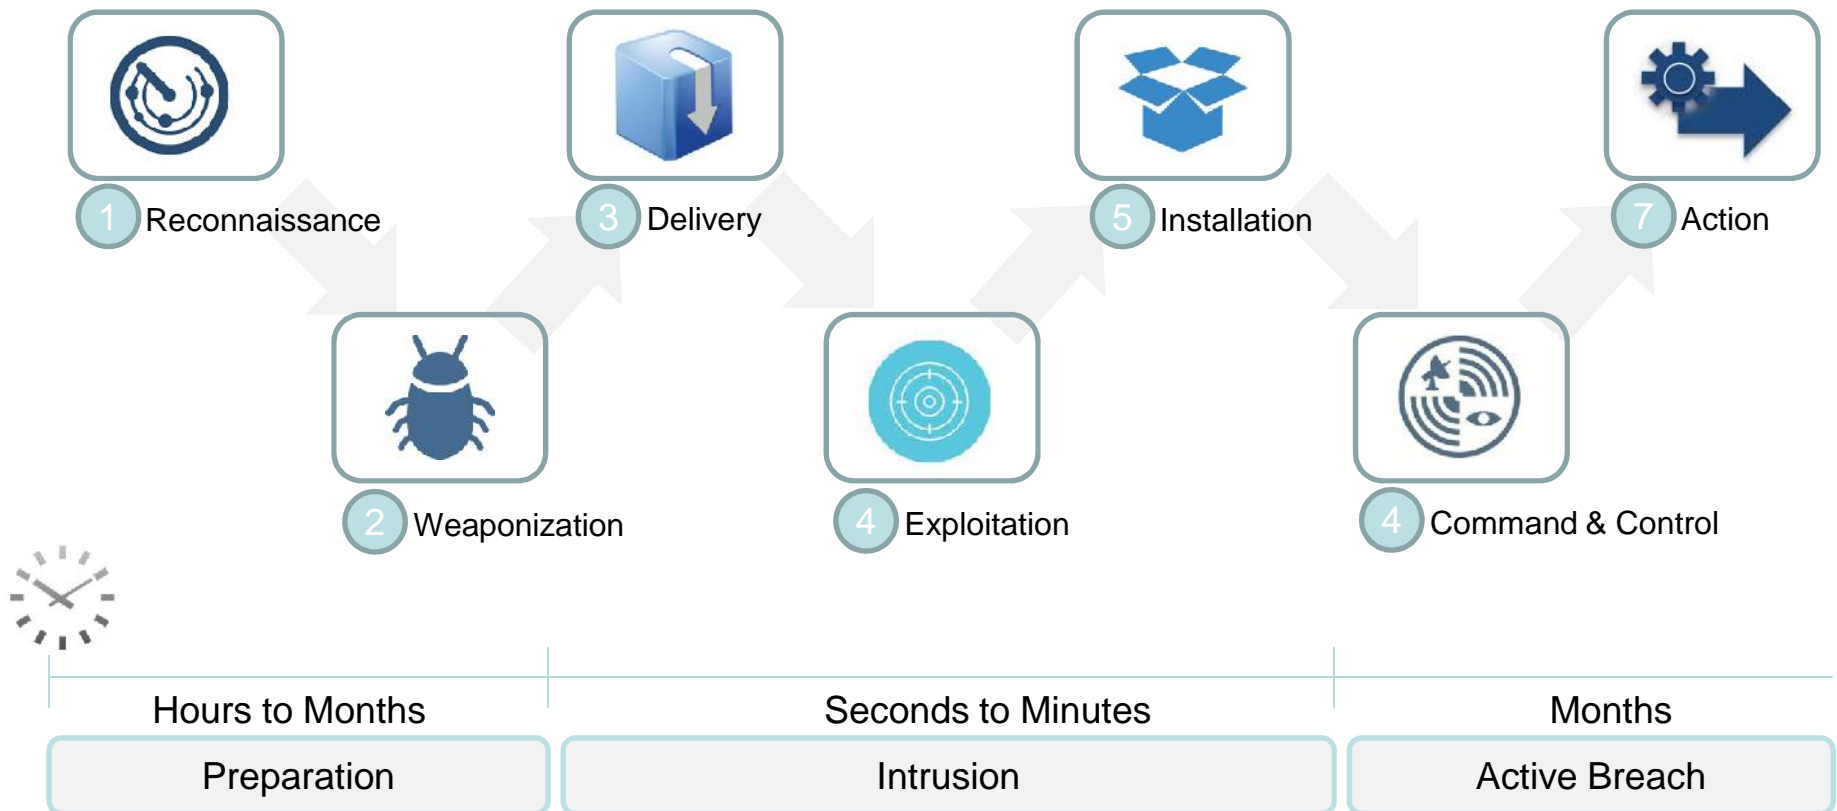 1 Reconnaissance
3 Delivery
5 Installation
7 Action
2 Weaponization
4 Exploitation
4 Command & Control
Hours to Months
Seconds to Minutes
Months
Preparation
Intrusion
Active Breach